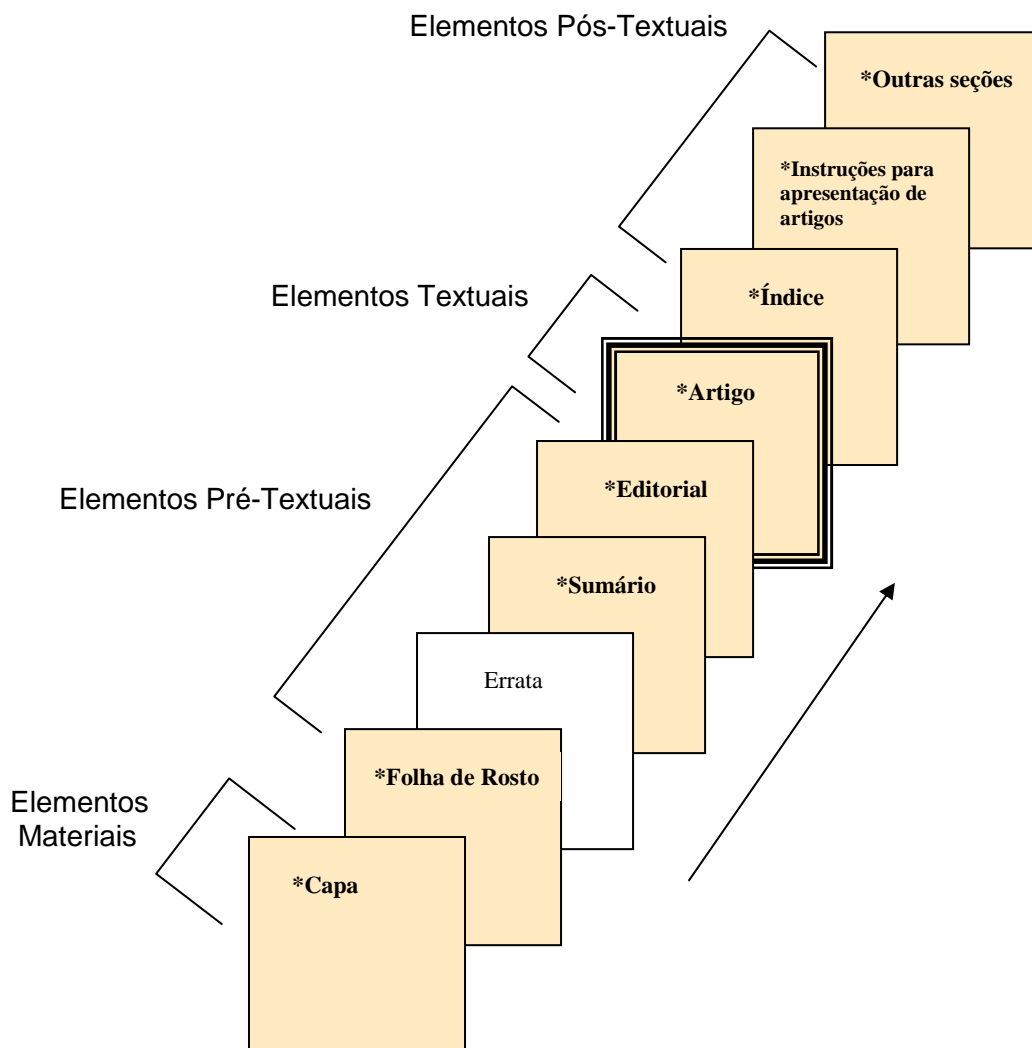 Elementos Pós-Textuais
*Outras seções
*Instruções para
apresentação de
artigos
Elementos Textuais
*Índice
*Artigo
Elementos Pré-Textuais
*Editorial
*Sumário
Errata
*Folha de Rosto
Elementos
Materiais
*Capa